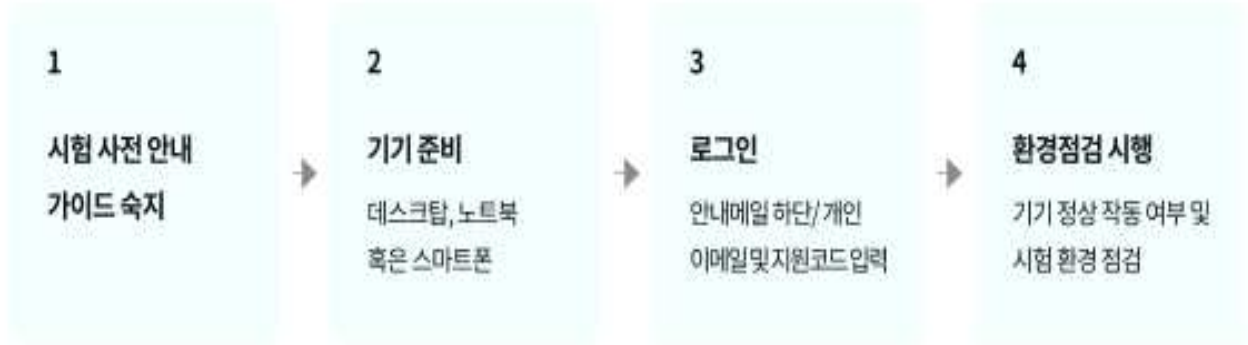 1
시험 사전 안내
가이드 숙지
2
기기 준비
데스크탑, 노트북
혹은 스마트폰
3
로그인
안내메일 하단/ 개인
이메일 및 지원코드 입력
4
환경점검 시행
기기 정상 작동 여부 및
시험 환경 점검